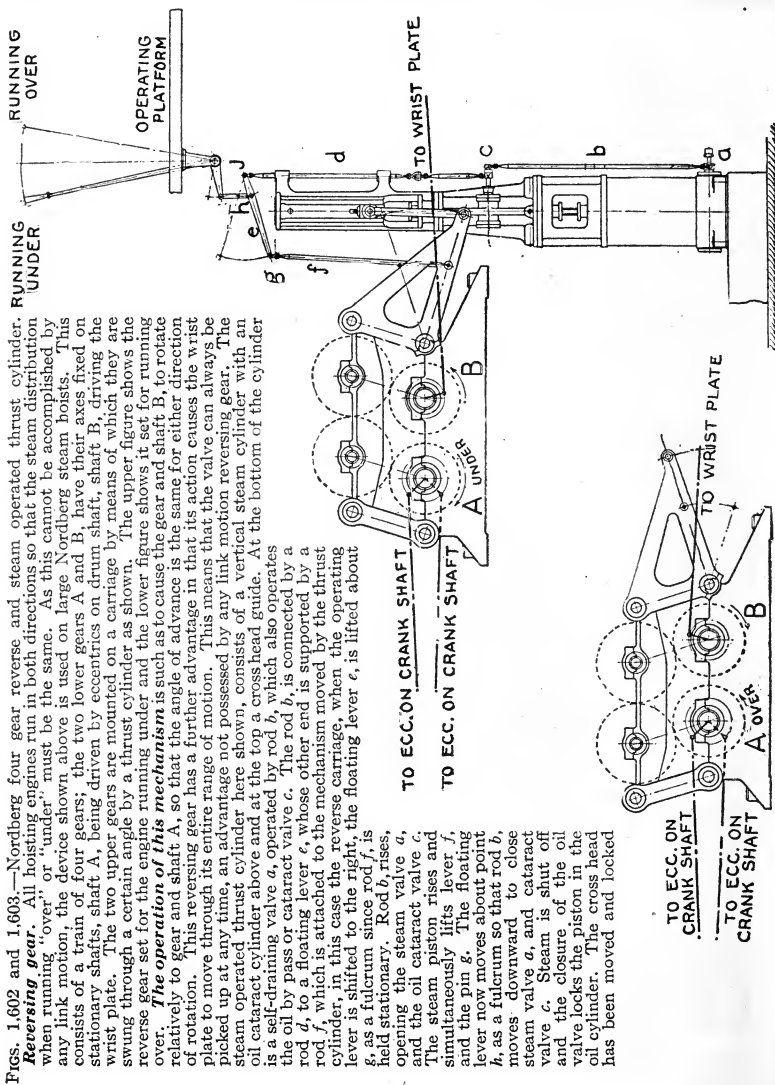 FIGS. 1,602 and 1,603.—Nordberg four gear reverse and steam operated thrust cylinder.
Reversing gear. All hoisting engines run in both directions so that the steam distribution
when running "over" or "under" must be the same. As this cannot be accomplished by
any link motion, the device shown above is used on large Nordberg steam hoists. This
consists of a train of four gears; the two lower gears A and B, have their axes fixed on
stationary shafts, shaft A, being driven by eccentrics on drum shaft, shaft B, driving the
wrist plate. The two upper gears are mounted on a carriage by means of which they are
swung through a certain angle by a thrust cylinder as shown. The upper figure shows the
reverse gear set for the engine running under and the lower figure shows it set for running
over. The operation of this mechanism is such as to cause the gear and shaft B, to rotate
relatively to gear and shaft A, so that the angle of advance is the same for either direction
of rotation. This reversing gear has a further advantage in that its action causes the wrist
plate to move through its entire range of motion. This means that the valve can always be
picked up at any time, an advantage not possessed by any link motion reversing gear. The
steam operated thrust cylinder here shown, consists of a vertical steam cylinder with an
oil cataract cylinder above and at the top a cross head guide. At the bottom of the cylinder
is a self-draining valve a, operated by rod b, which also operates
the oil by pass or cataract valve c. The rod b, is connected by a
rod d, to a floating lever e, whose other end is supported by a
rod f, which is attached to the mechanism moved by the thrust
cylinder, in this case the reverse carriage, when the operating
lever is shifted to the right, the floating lever e, is lifted about
g, as a fulcrum since rod f, is
held stationary. Rod b, rises,
opening the steam valve a,
and the oil cataract valve c.
The steam piston rises and
simultaneously lifts lever f,
and the pin g. The floating
lever now moves about point
h, as a fulcrum so that rod b,
moves downward to close
steam valve a, and cataract
valve c. Steam is shut off
and the closure of the oil
valve locks the piston in the
oil cylinder. The cross head
has been moved and locked
RUNNING
UNDER
RUNNING
OVER
OPERATING
PLATFORM
J
h
e
g
f
d
TO WRIST PLATE
c
b
a
A
UNDER
B
TO ECC. ON CRANK SHAFT
TO ECC. ON CRANK SHAFT
TO WRIST PLATE
A
OVER
B
TO ECC. ON
CRANK SHAFT
TO ECC. ON
CRANK SHAFT